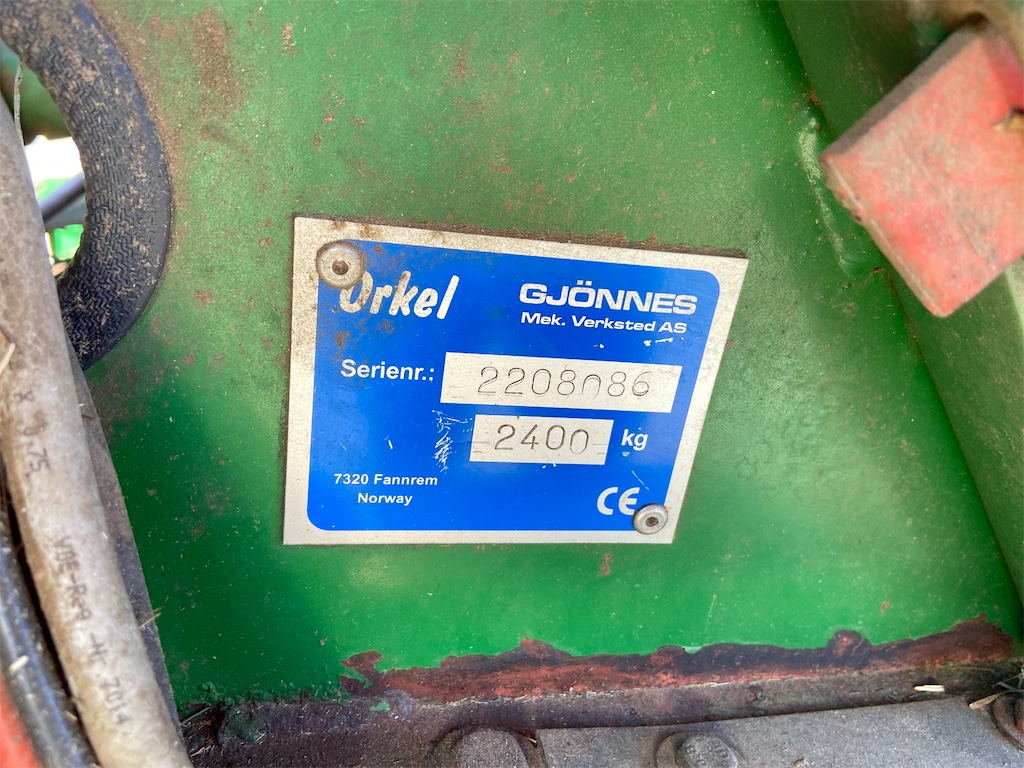 Orkel
GJÖNNES
Mek. Verksted AS
Serienr.: 2208086
2400 kg
7320 Fannrem
Norway
CE